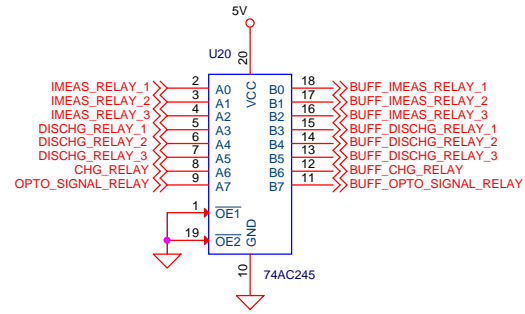 5V
U20
20
VCC
IMEAS_RELAY_1 2 A0 B0 18 BUFF_IMEAS_RELAY_1
IMEAS_RELAY_2 3 A1 B1 17 BUFF_IMEAS_RELAY_2
IMEAS_RELAY_3 4 A2 B2 16 BUFF_IMEAS_RELAY_3
DISCHG_RELAY_1 5 A3 B3 15 BUFF_DISCHG_RELAY_1
DISCHG_RELAY_2 6 A4 B4 14 BUFF_DISCHG_RELAY_2
DISCHG_RELAY_3 7 A5 B5 13 BUFF_DISCHG_RELAY_3
CHG_RELAY 8 A6 B6 12 BUFF_CHG_RELAY
OPTO_SIGNAL_RELAY 9 A7 B7 11 BUFF_OPTO_SIGNAL_RELAY
1 OE1
19 OE2
GND
10
74AC245